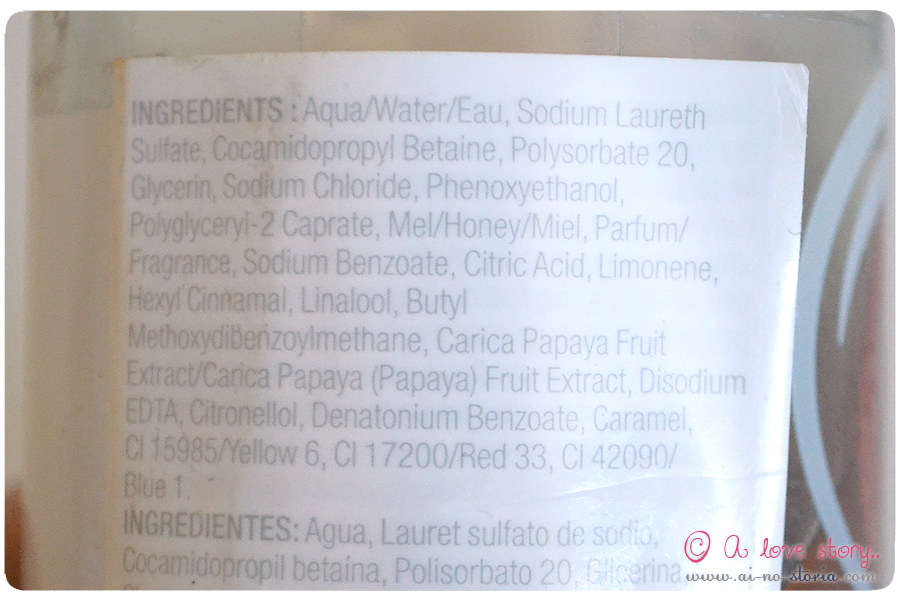 INGREDIENTS : Aqua/Water/Eau, Sodium Laureth
Sulfate, Cocamidopropyl Betaine, Polysorbate 20,
Glycerin, Sodium Chloride, Phenoxyethanol,
Polyglyceryl-2 Caprate, Mel/Honey/Miel, Parfum/
Fragrance, Sodium Benzoate, Citric Acid, Limonene,
Hexyl Cinnamal, Linalool, Butyl
Methoxydibenzoylmethane, Carica Papaya Fruit
Extract/Carica Papaya (Papaya) Fruit Extract, Disodium
EDTA, Citronellol, Denatonium Benzoate, Caramel,
CI 15985/Yellow 6, CI 17200/Red 33, CI 42090/
Blue 1.
INGREDIENTES: Agua, Lauret sulfato de sodio,
Cocamidopropil betaína, Polisorbato 20, Glicerina
© A love story..
www.ai-no-storia.com